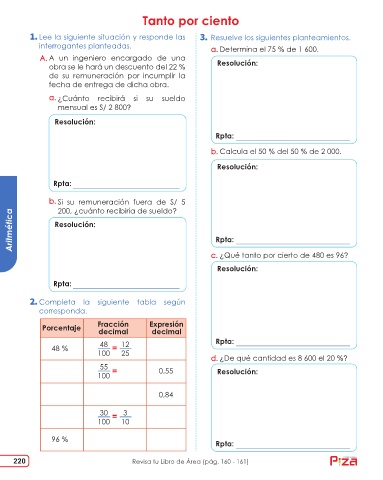 Tanto por ciento
1. Lee la siguiente situación y responde las
interrogantes planteadas.
A. A un ingeniero encargado de una
obra se le hará un descuento del 22 %
de su remuneración por incumplir la
fecha de entrega de dicha obra.
a. ¿Cuánto recibirá si su sueldo
mensual es S/ 2 800?
Resolución:
Rpta:
b. Si su remuneración fuera de S/ 5
200, ¿cuánto recibiría de sueldo?
Resolución:
Rpta:
2. Completa la siguiente tabla según
corresponda.
Porcentaje Fracción decimal Expresión decimal
48 % 48/100 = 12/25
55/100 = 0,55
0,84
30/100 = 3/10
96 %
3. Resuelve los siguientes planteamientos.
a. Determina el 75 % de 1 600.
Resolución:
Rpta:
b. Calcula el 50 % del 50 % de 2 000.
Resolución:
Rpta:
c. ¿Qué tanto por cierto de 480 es 96?
Resolución:
Rpta:
d. ¿De qué cantidad es 8 600 el 20 %?
Resolución:
Rpta:
Aritmética
220 Revisa tu Libro de Área (pág. 160 - 161)